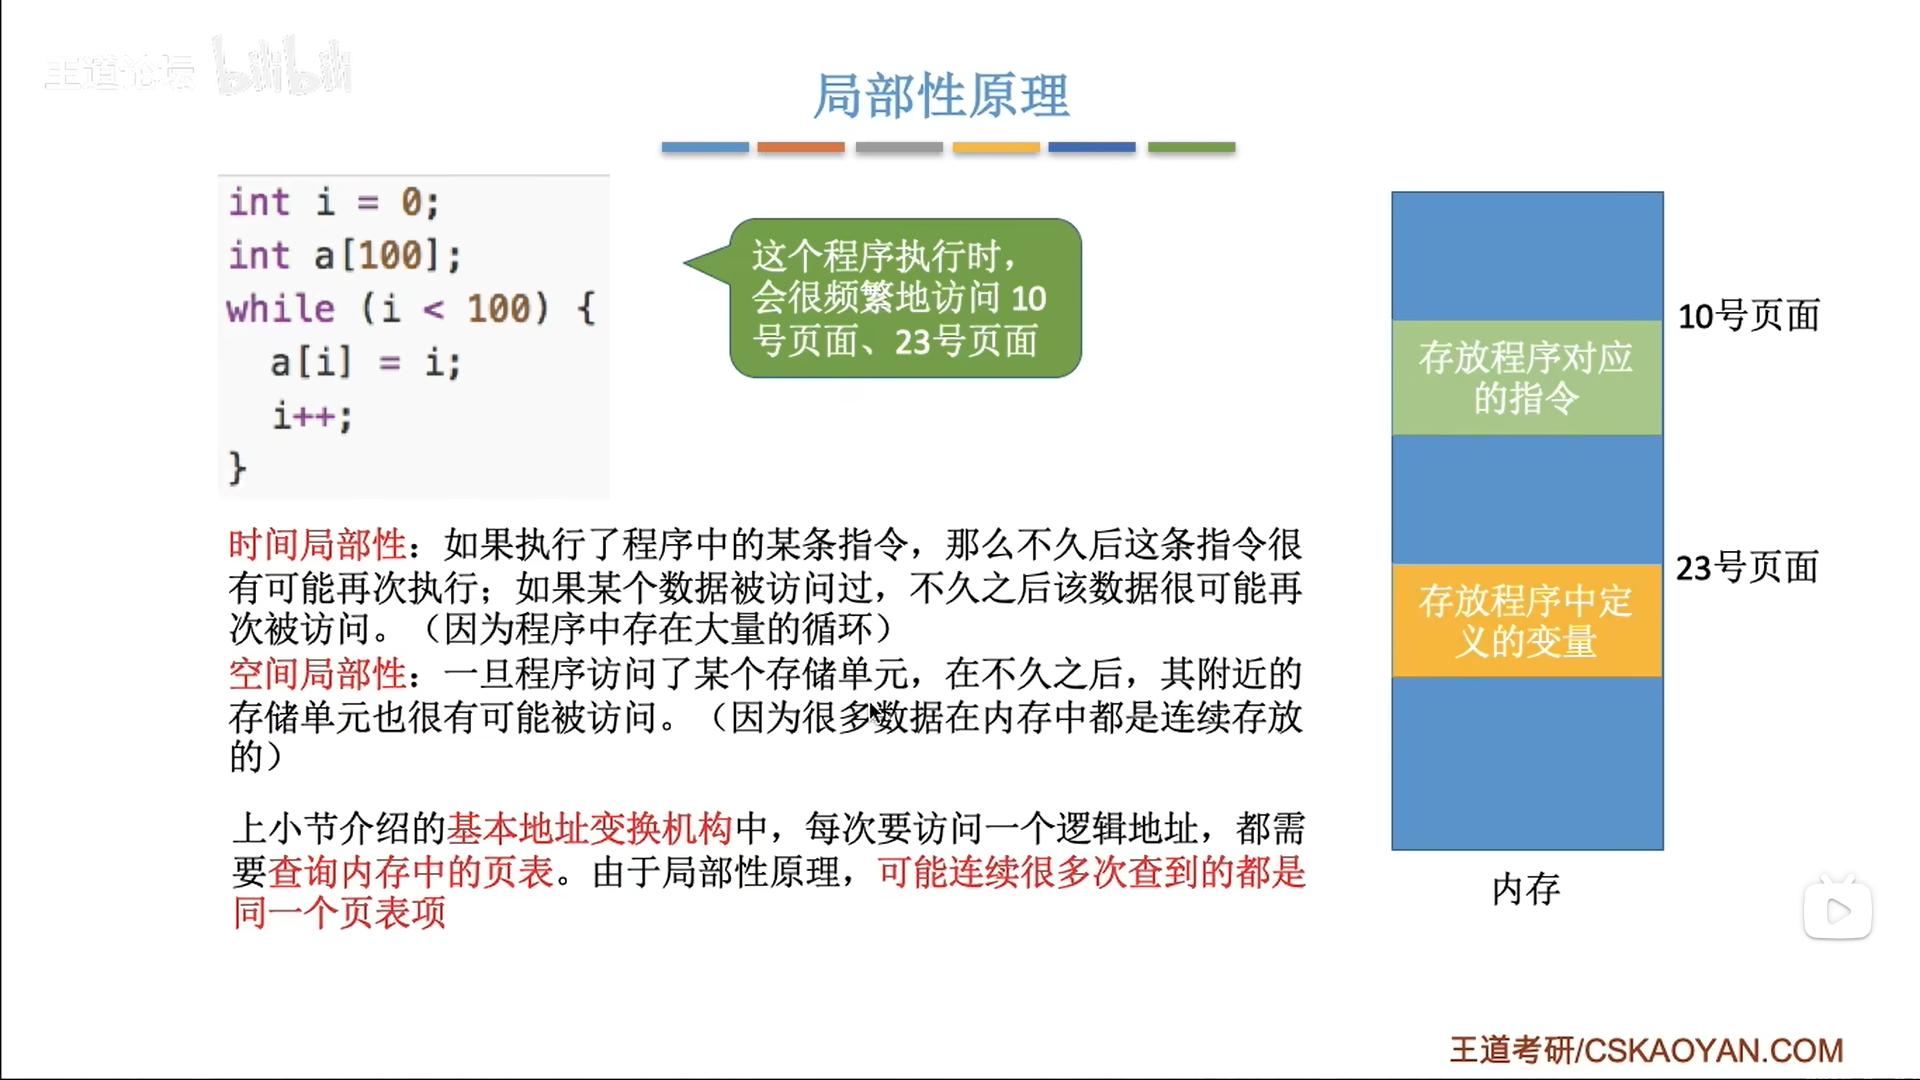 王道论坛 bilibili
局部性原理
int i = 0;
int a[100];
while (i < 100) {
a[i] = i;
i++;
}
这个程序执行时，
会很频繁地访问 10
号页面、23号页面
10号页面
存放程序对应
的指令
23号页面
存放程序中定
义的变量
内存
时间局部性：如果执行了程序中的某条指令，那么不久后这条指令很
有可能再次执行；如果某个数据被访问过，不久之后该数据很可能再
次被访问。（因为程序中存在大量的循环）
空间局部性：一旦程序访问了某个存储单元，在不久之后，其附近的
存储单元也很有可能被访问。（因为很多数据在内存中都是连续存放
的）
上小节介绍的基本地址变换机构中，每次要访问一个逻辑地址，都需
要查询内存中的页表。由于局部性原理，可能连续很多次查到的都是
同一个页表项
王道考研/CSKAOYAN.COM